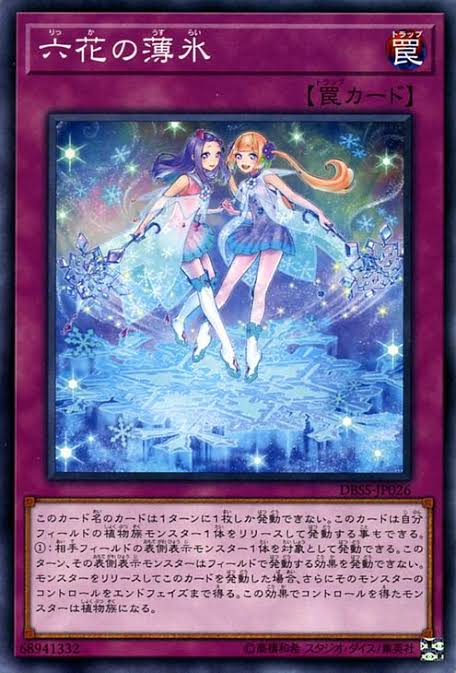 六花の薄氷
罠
【罠カード】
DBSS-JP026
このカード名のカードは1ターンに1枚しか発動できない。このカードは自分
フィールドの植物族モンスター1体をリリースして発動する事もできる。
①:相手フィールドの表側表示モンスター1体を対象として発動できる。この
ターン、その表側表示モンスターはフィールドで発動する効果を発動できない。
モンスターをリリースしてこのカードを発動した場合、さらにそのモンスターの
コントロールをエンドフェイズまで得る。この効果でコントロールを得たモン
スターは植物族になる。
68941332
©高橋和希 スタジオ・ダイス/集英社